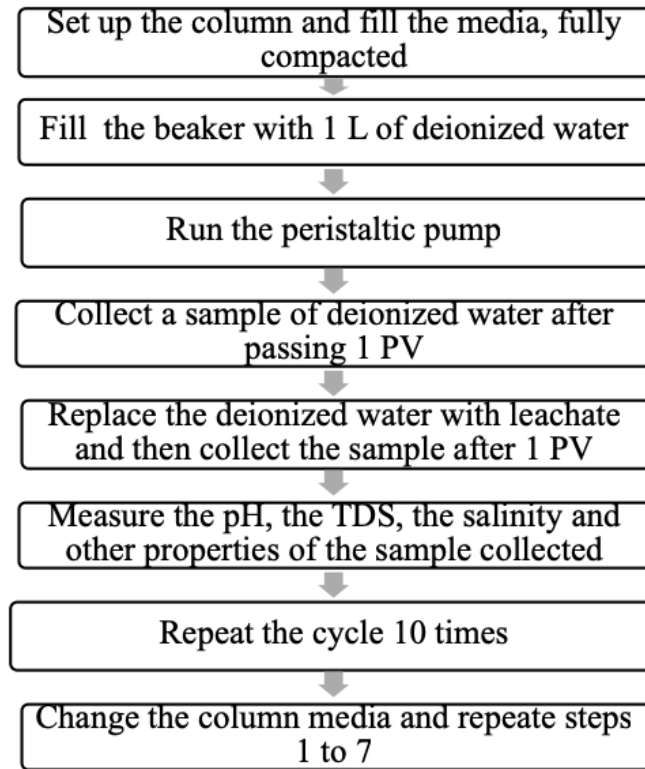 Set up the column and fill the media, fully
compacted
Fill the beaker with 1 L of deionized water
Run the peristaltic pump
Collect a sample of deionized water after
passing 1 PV
Replace the deionized water with leachate
and then collect the sample after 1 PV
Measure the pH, the TDS, the salinity and
other properties of the sample collected
Repeat the cycle 10 times
Change the column media and repeate steps
1 to 7